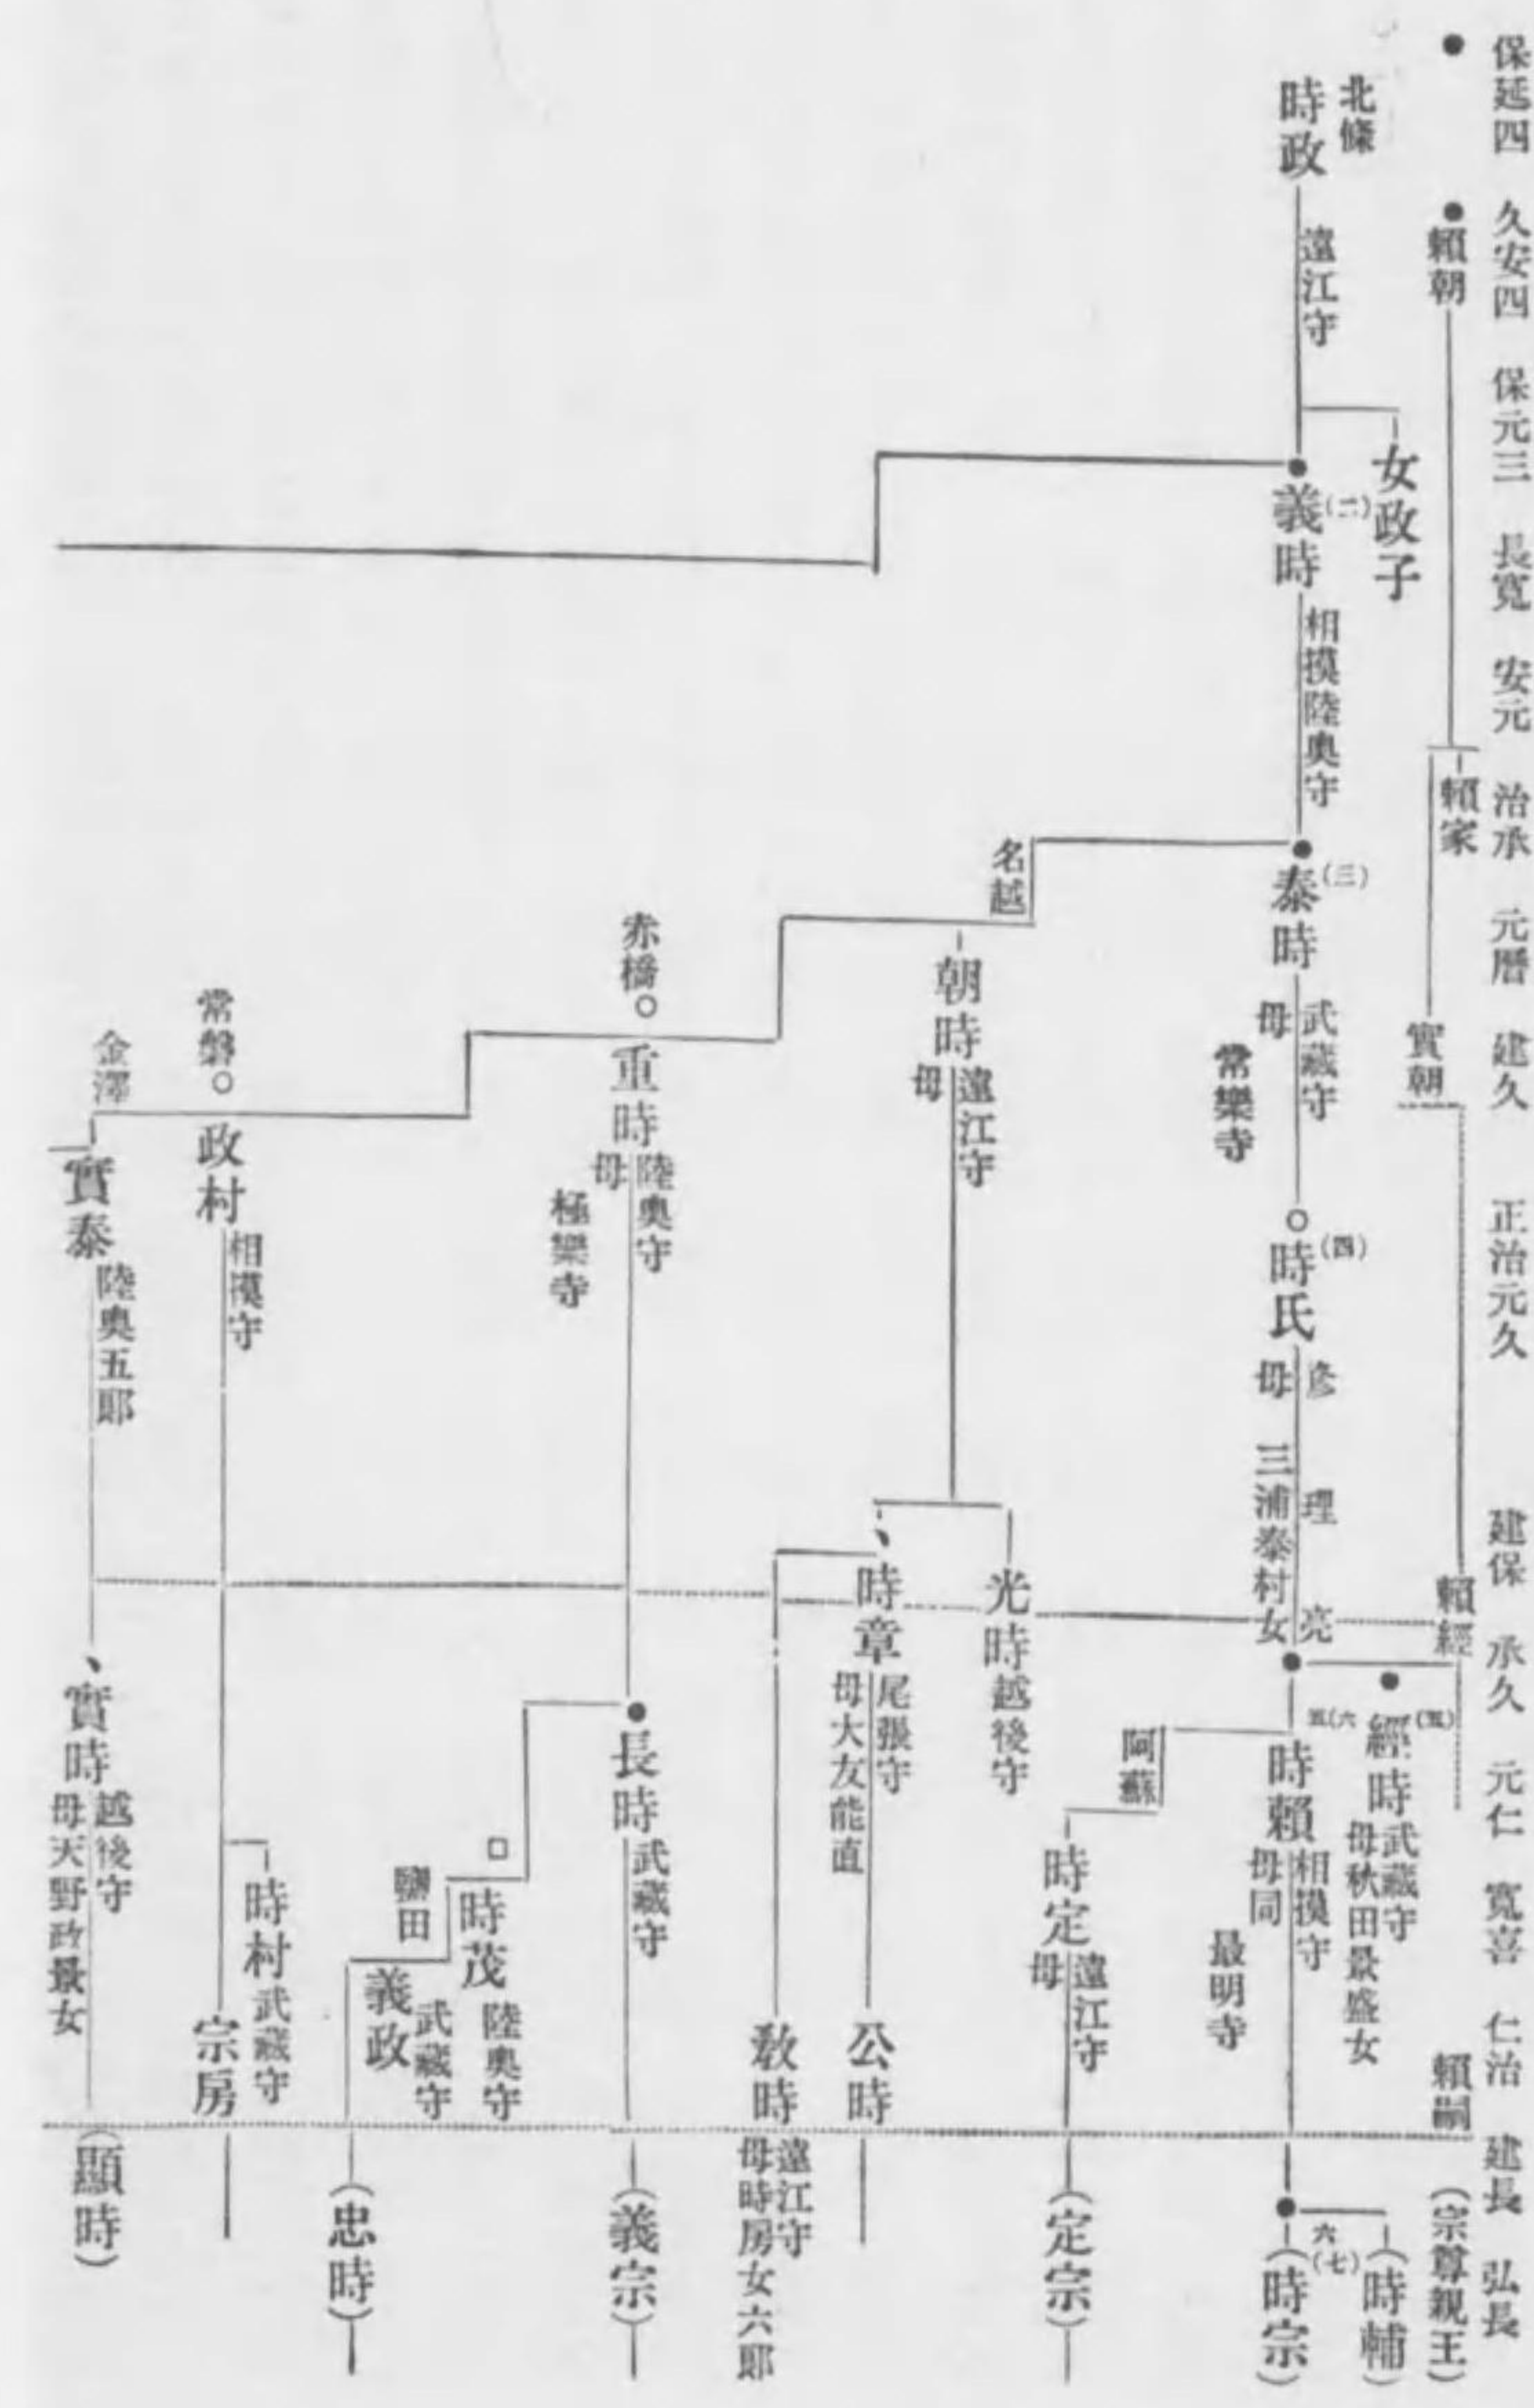 保延四 久安四 保元三 長寛 安元 治承 元暦 建久 正治元久 建保 承久 元仁 寛喜 仁治 建長 弘長
頼朝
頼家
實朝
頼經
頼嗣
(宗尊親王)
北條
時政
遠江守
女政子
(二)
義時
相摸陸奥守
(三)
泰時
武藏守
母
常樂寺
(四)
時氏
修理亮
母 三浦泰村女
(五)
經時
武藏守
母秋田景盛女
五(六
時頼
相摸守
母同
最明寺
(時輔)
六(七)
(時宗)
阿蘇
時定
遠江守
母
(定宗)
名越
朝時
遠江守
母
光時
越後守
時章
尾張守
母大友能直
公時
教時
遠江守
母時房女六郎
赤橋
重時
陸奥守
母
極樂寺
長時
武藏守
(義宗)
時茂
陸奥守
鹽田
義政
武藏守
(忠時)
常磐
政村
相摸守
時村
武藏守
宗房
金澤
實泰
陸奥五郎
實時
越後守
母天野政景女
(顯時)